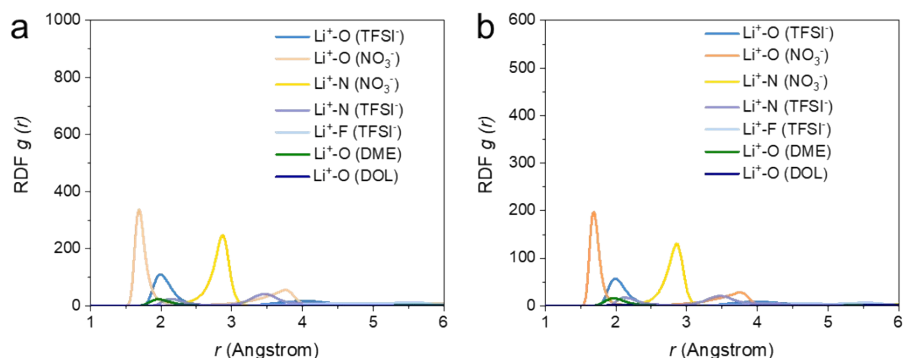 a
1000
800
600
400
200
0
RDF g (r)
Li⁺-O (TFSI⁻)
Li⁺-O (NO₃⁻)
Li⁺-N (NO₃⁻)
Li⁺-N (TFSI⁻)
Li⁺-F (TFSI⁻)
Li⁺-O (DME)
Li⁺-O (DOL)
1 2 3 4 5 6
r (Angstrom)
b
600
500
400
300
200
100
0
RDF g (r)
Li⁺-O (TFSI⁻)
Li⁺-O (NO₃⁻)
Li⁺-N (NO₃⁻)
Li⁺-N (TFSI⁻)
Li⁺-F (TFSI⁻)
Li⁺-O (DME)
Li⁺-O (DOL)
1 2 3 4 5 6
r (Angstrom)